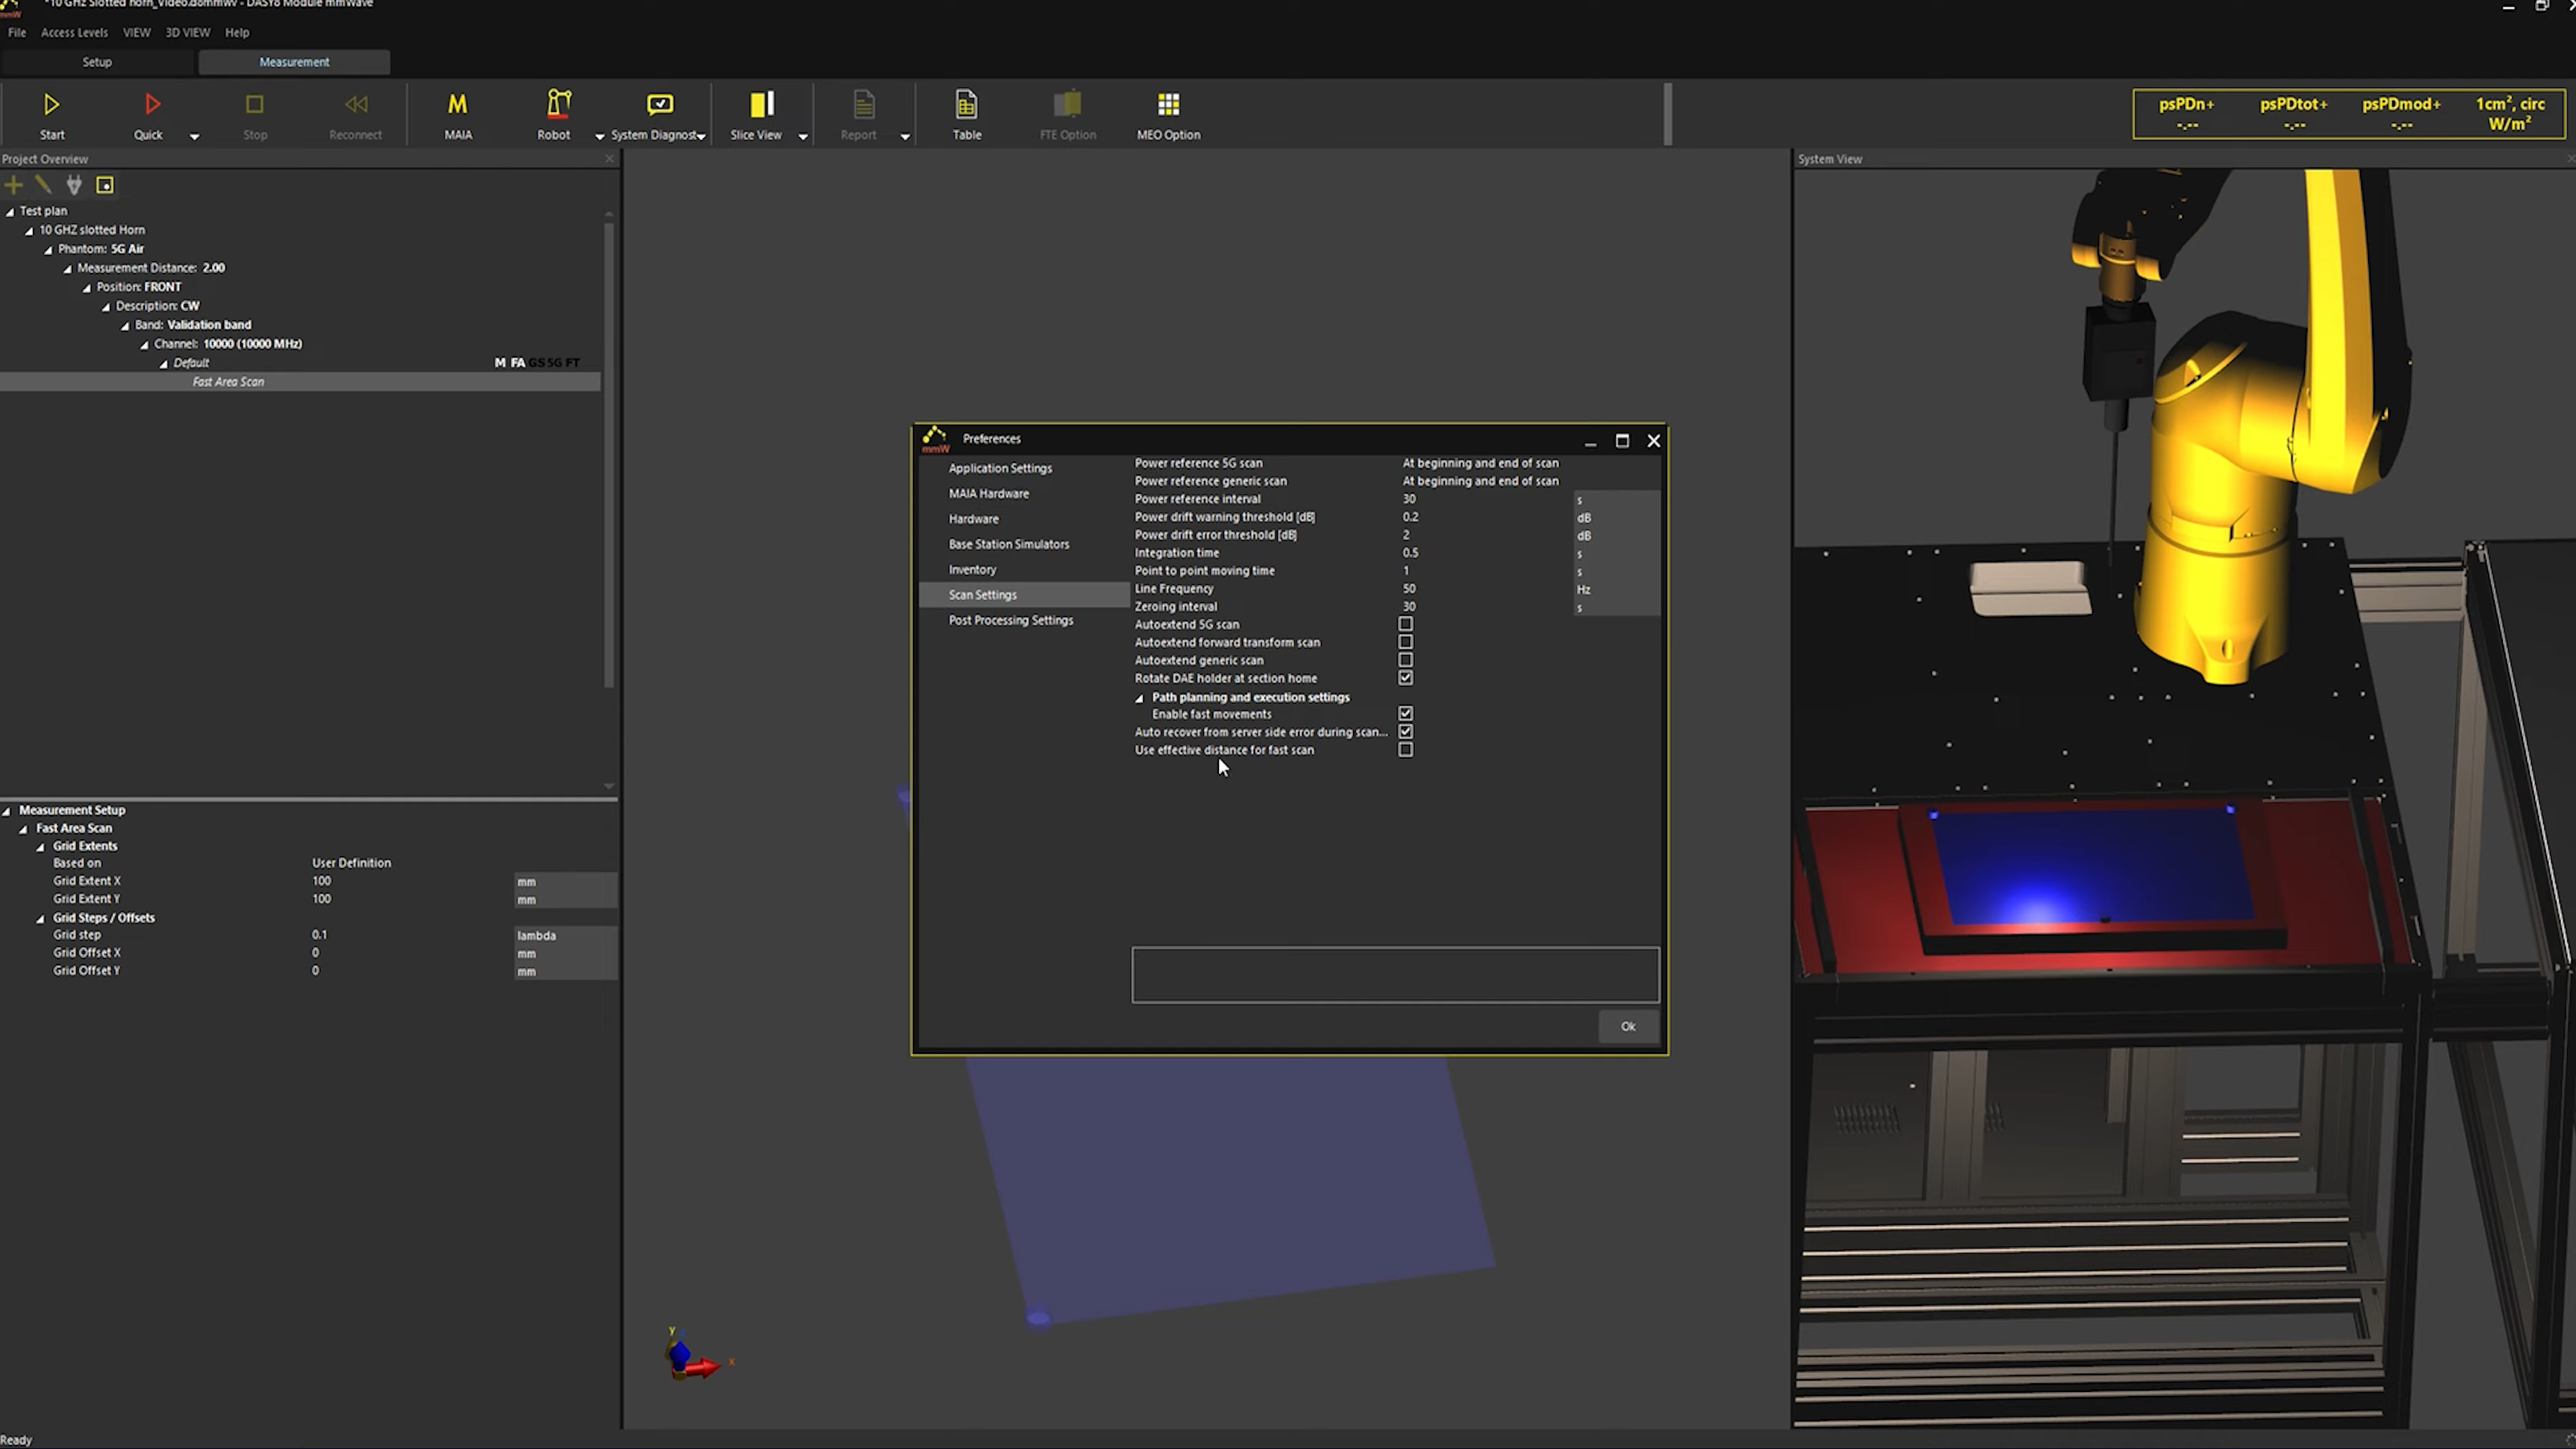 *10 GHz Slotted horn_Video.d8mmwv - DASY8 Module mmWave
File Access Levels VIEW 3D VIEW Help
Setup Measurement
Start Quick Stop Reconnect MAIA Robot System Diagnost Slice View Report Table FTE Option MEO Option
psPDn+ psPDtot+ psPDmod+ 1cm², circ
-.-- -.-- -.-- W/m²
Project Overview
Test plan
10 GHZ slotted Horn
Phantom: 5G Air
Measurement Distance: 2.00
Position: FRONT
Description: CW
Band: Validation band
Channel: 10000 (10000 MHz)
Default M FA GS 5G FT
Fast Area Scan
Measurement Setup
Fast Area Scan
Grid Extents
Based on User Definition
Grid Extent X 100 mm
Grid Extent Y 100 mm
Grid Steps / Offsets
Grid step 0.1 lambda
Grid Offset X 0 mm
Grid Offset Y 0 mm
mmW Preferences
Application Settings
MAIA Hardware
Hardware
Base Station Simulators
Inventory
Scan Settings
Post Processing Settings
Power reference 5G scan At beginning and end of scan
Power reference generic scan At beginning and end of scan
Power reference interval 30 s
Power drift warning threshold [dB] 0.2 dB
Power drift error threshold [dB] 2 dB
Integration time 0.5 s
Point to point moving time 1 s
Line Frequency 50 Hz
Zeroing interval 30 s
Autoextend 5G scan
Autoextend forward transform scan
Autoextend generic scan
Rotate DAE holder at section home
Path planning and execution settings
Enable fast movements
Auto recover from server side error during scan...
Use effective distance for fast scan
Ok
System View
y
x
Ready